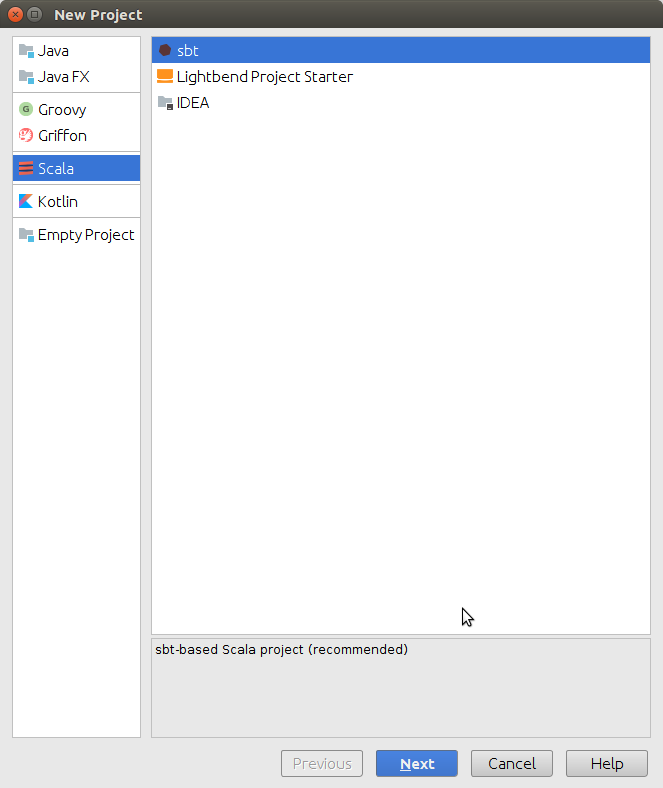 New Project
Java
Java FX
Groovy
Griffon
Scala
Kotlin
Empty Project
sbt
Lightbend Project Starter
IDEA
sbt-based Scala project (recommended)
Previous
Next
Cancel
Help